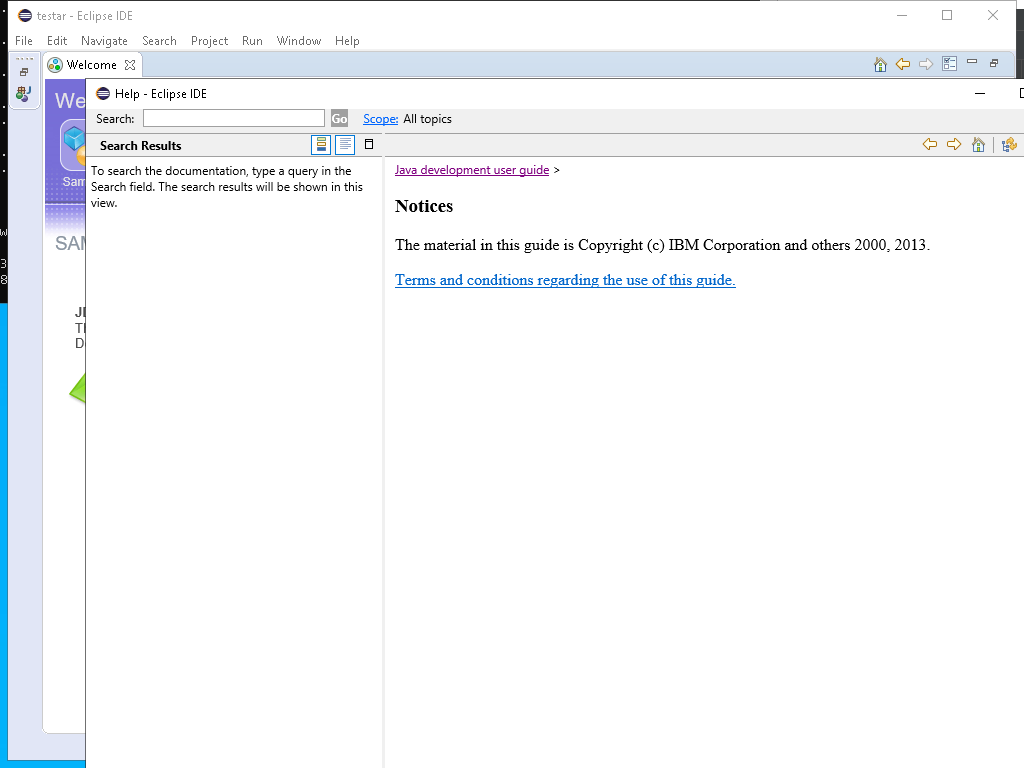 testar - Eclipse IDE
File Edit Navigate Search Project Run Window Help
Welcome
We
Help - Eclipse IDE
Search: Go Scope: All topics
Search Results
To search the documentation, type a query in the
Search field. The search results will be shown in this
view.
Java development user guide >
Notices
The material in this guide is Copyright (c) IBM Corporation and others 2000, 2013.
Terms and conditions regarding the use of this guide.
Sam
SAM
W
3
8